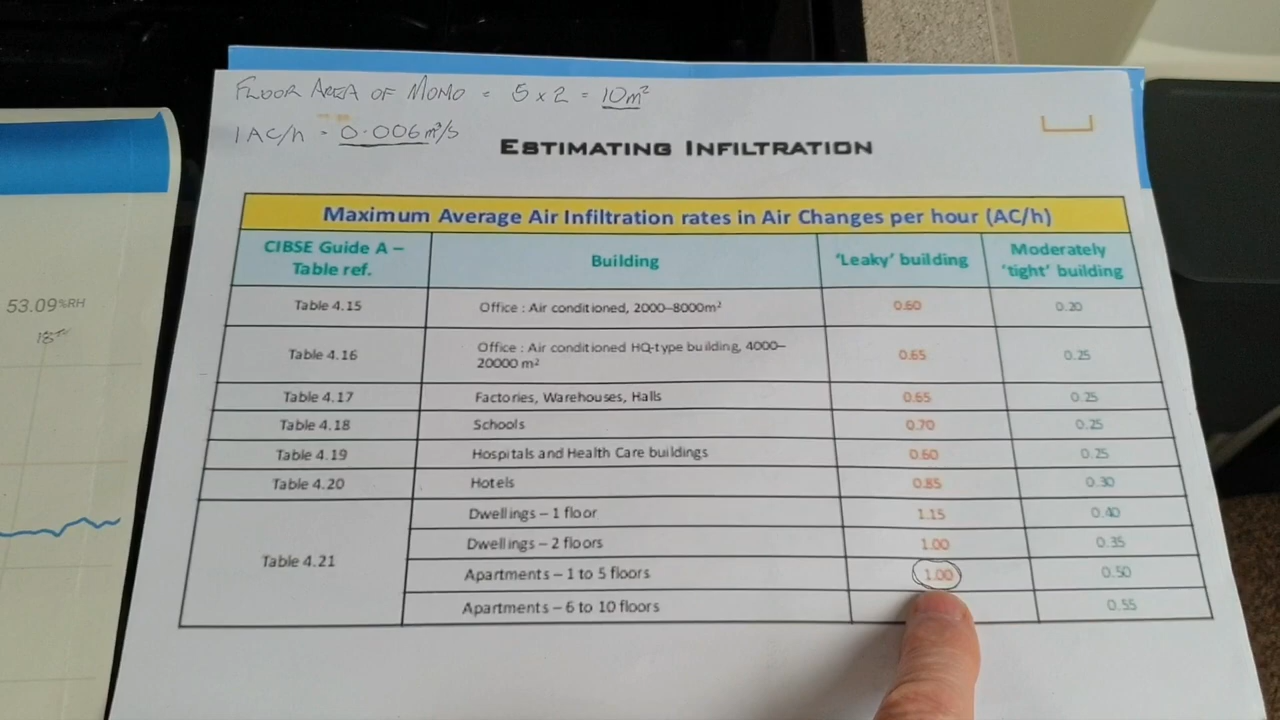 FLOOR AREA OF MOMO = 5 x 2 = 10m²
1 AC/h = 0.006 m³/s
ESTIMATING INFILTRATION
Maximum Average Air Infiltration rates in Air Changes per hour (AC/h)
CIBSE Guide A – Table ref. Building 'Leaky' building Moderately 'tight' building
Table 4.15 Office : Air conditioned, 2000–8000m² 0.60 0.20
Table 4.16 Office : Air conditioned HQ-type building, 4000–
20000 m² 0.65 0.25
Table 4.17 Factories, Warehouses, Halls 0.65 0.25
Table 4.18 Schools 0.70 0.25
Table 4.19 Hospitals and Health Care buildings 0.60 0.25
Table 4.20 Hotels 0.85 0.30
Table 4.21
Dwellings – 1 floor 1.15 0.40
Dwellings – 2 floors 1.00 0.35
Apartments – 1 to 5 floors 1.00 0.50
Apartments – 6 to 10 floors 0.55
53.09%RH